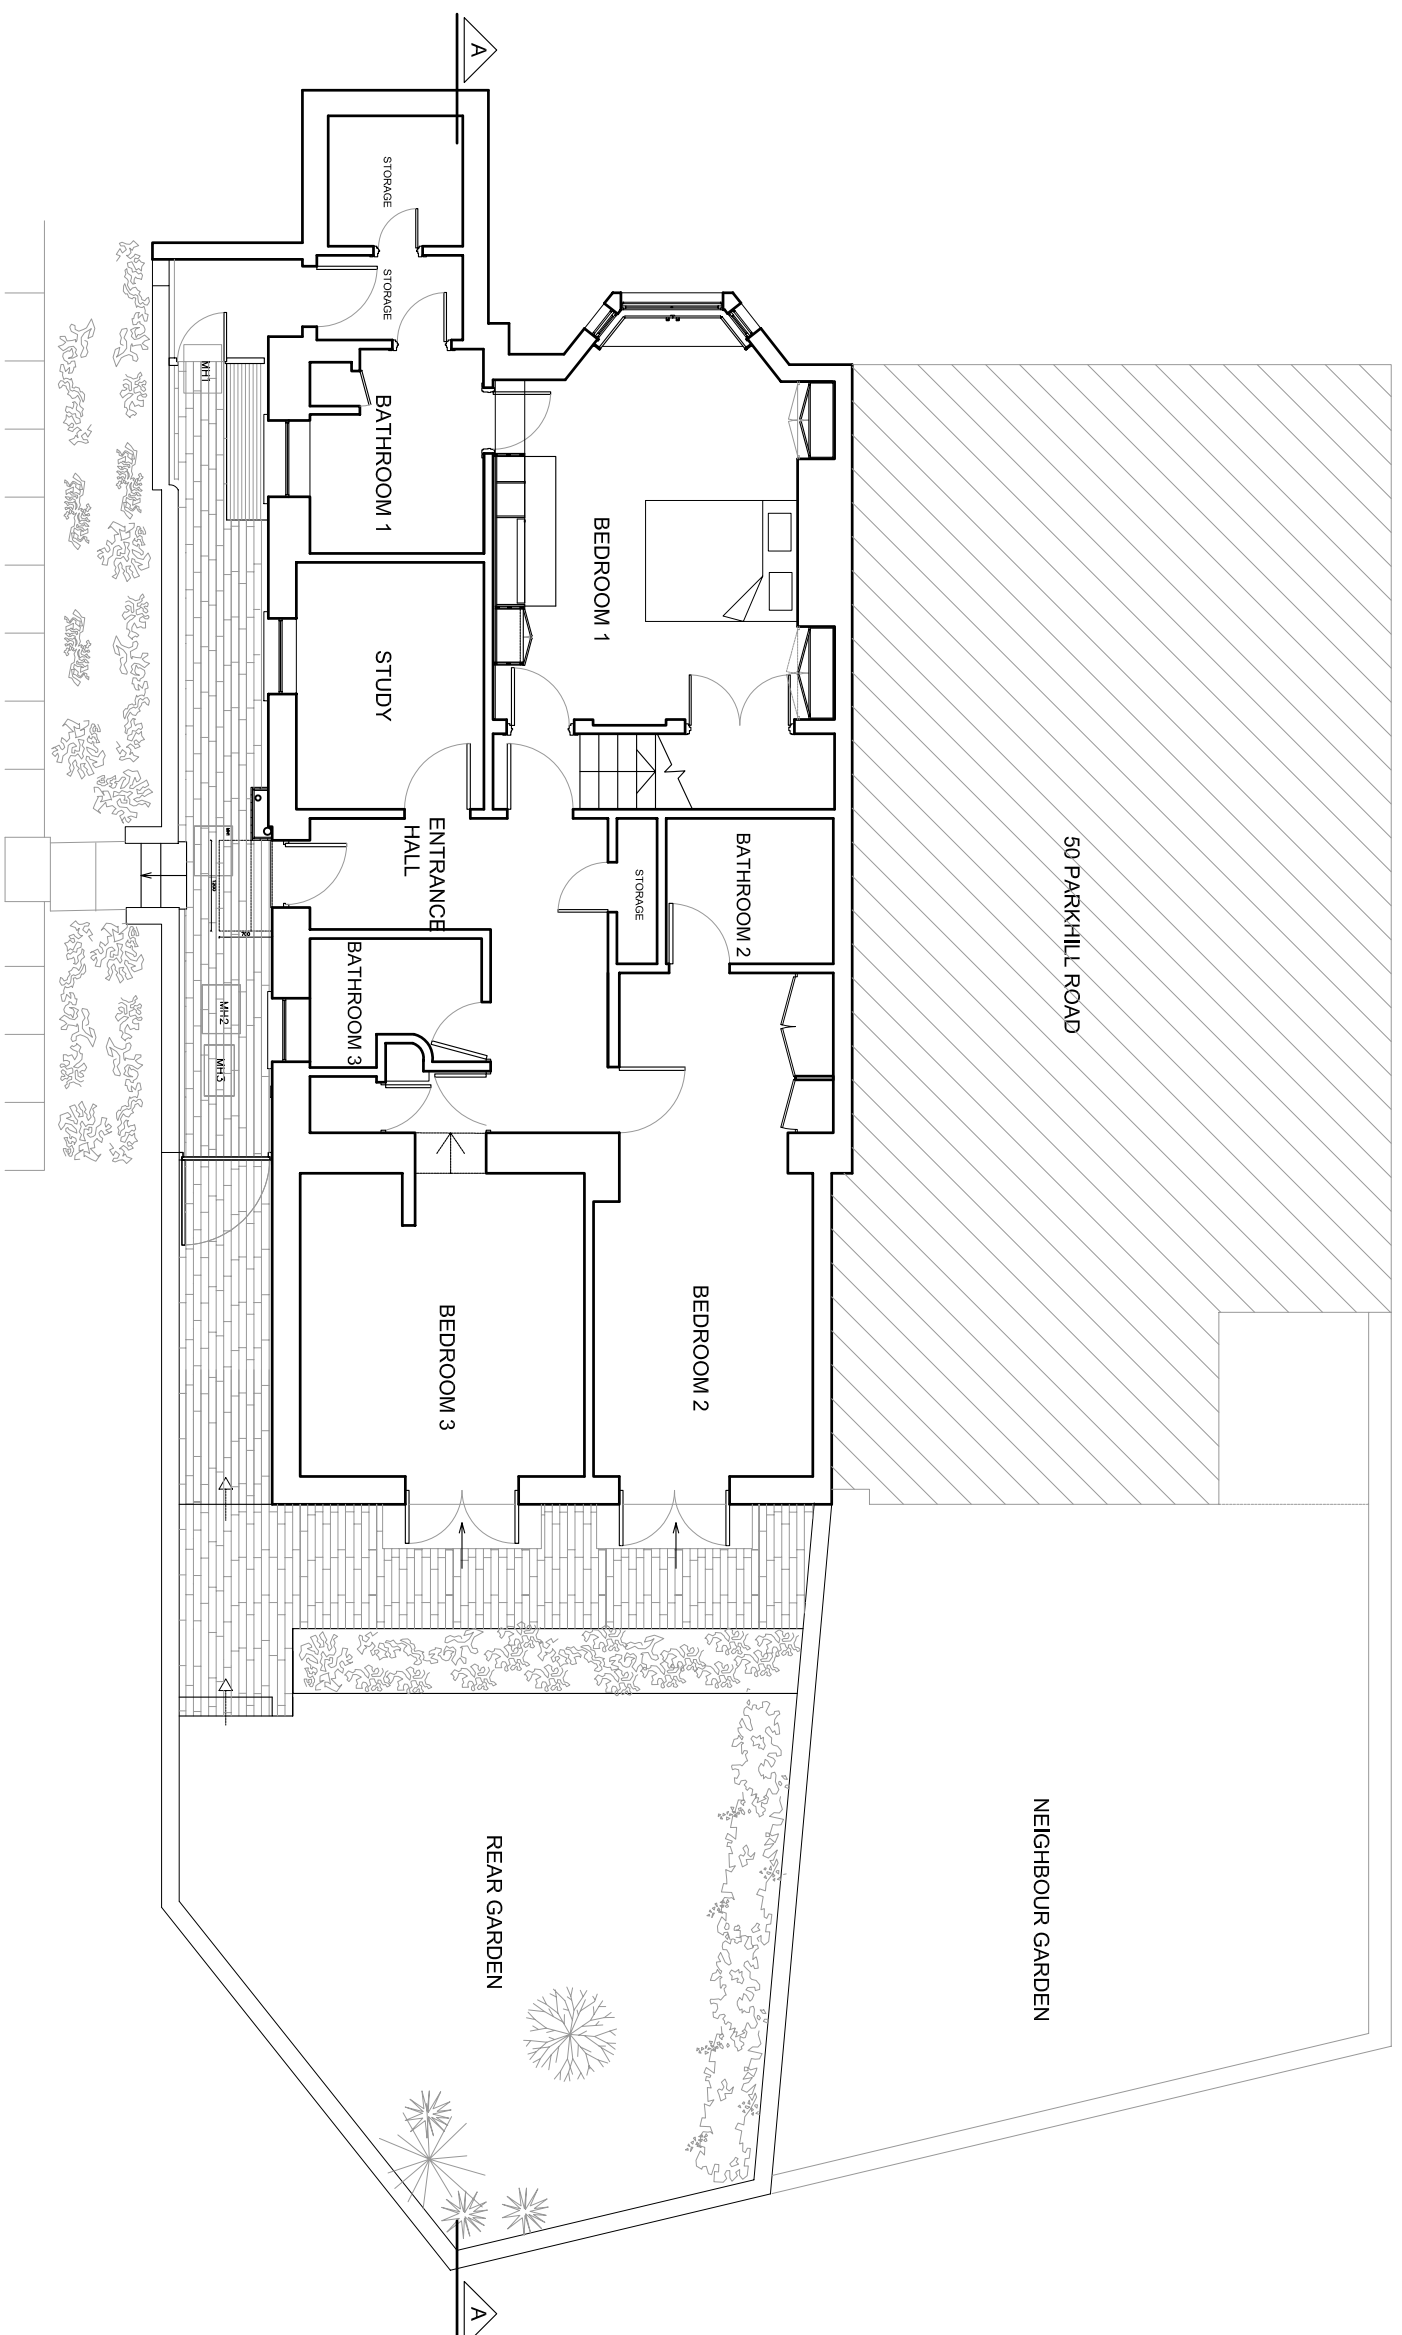 A
STORAGE
STORAGE
MH1
BATHROOM 1
BEDROOM 1
STUDY
ENTRANCE
HALL
STORAGE
BATHROOM 2
50 PARKHILL ROAD
700
BATHROOM 3
MH2
MH3
BEDROOM 3
BEDROOM 2
REAR GARDEN
NEIGHBOUR GARDEN
A